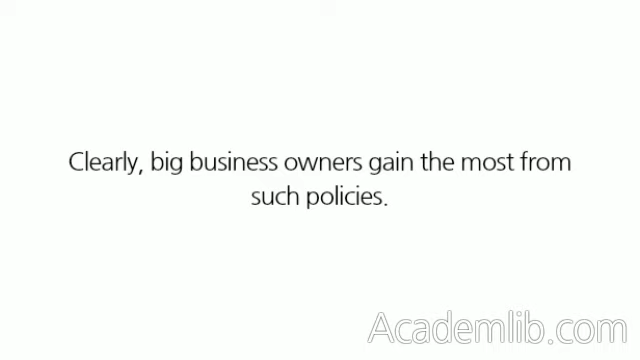 Clearly, big business owners gain the most from
such policies.
Academlib.com